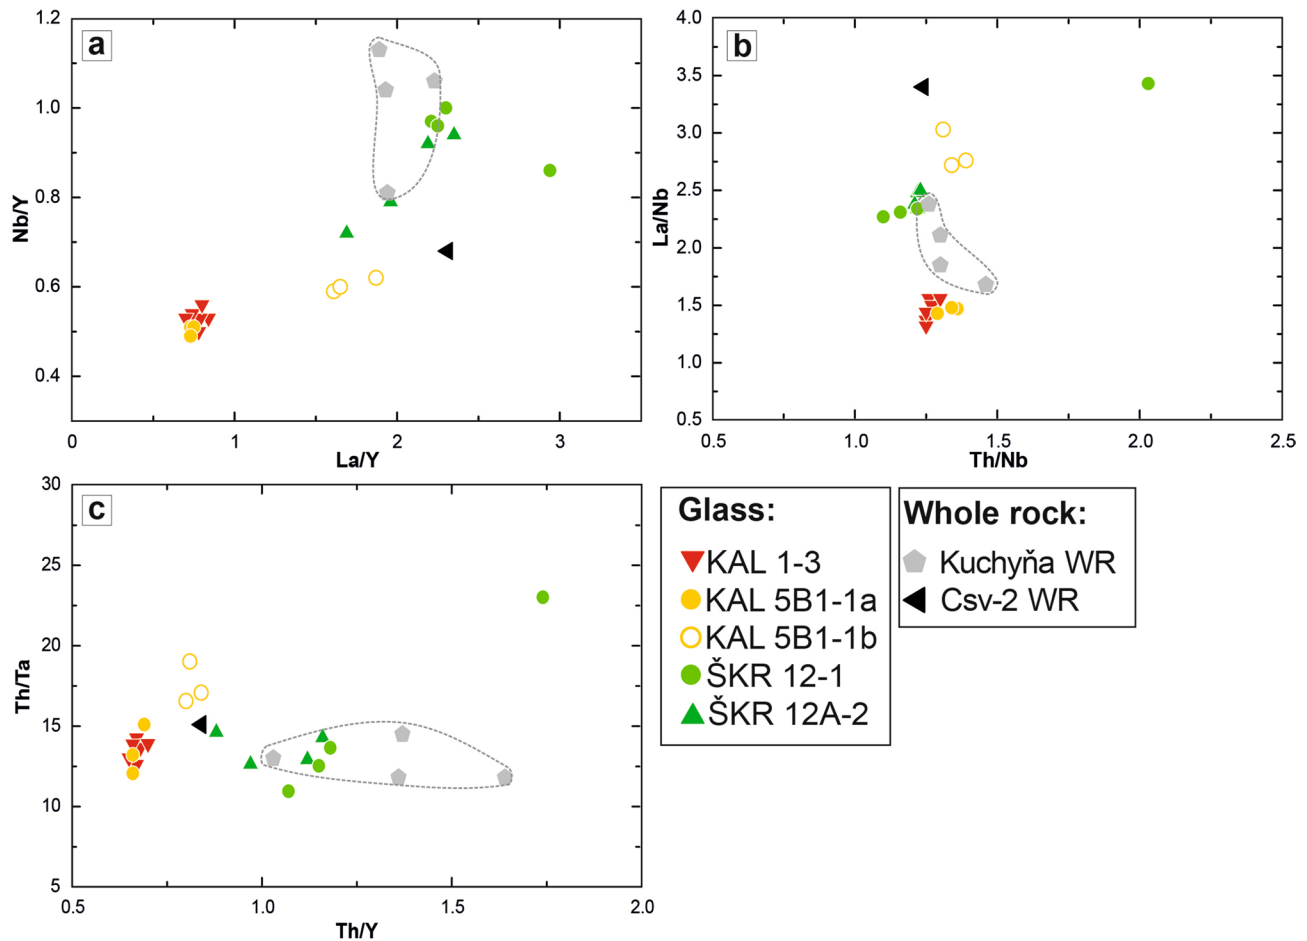 a
1.2
1.0
0.8
0.6
0.4
Nb/Y
0
1
2
3
La/Y
b
4.0
3.5
3.0
2.5
2.0
1.5
1.0
0.5
La/Nb
0.5
1.0
1.5
2.0
2.5
Th/Nb
c
30
25
20
15
10
5
Th/Ta
0.5
1.0
1.5
2.0
Th/Y
Glass:
KAL 1-3
KAL 5B1-1a
KAL 5B1-1b
ŠKR 12-1
ŠKR 12A-2
Whole rock:
Kuchyňa WR
Csv-2 WR